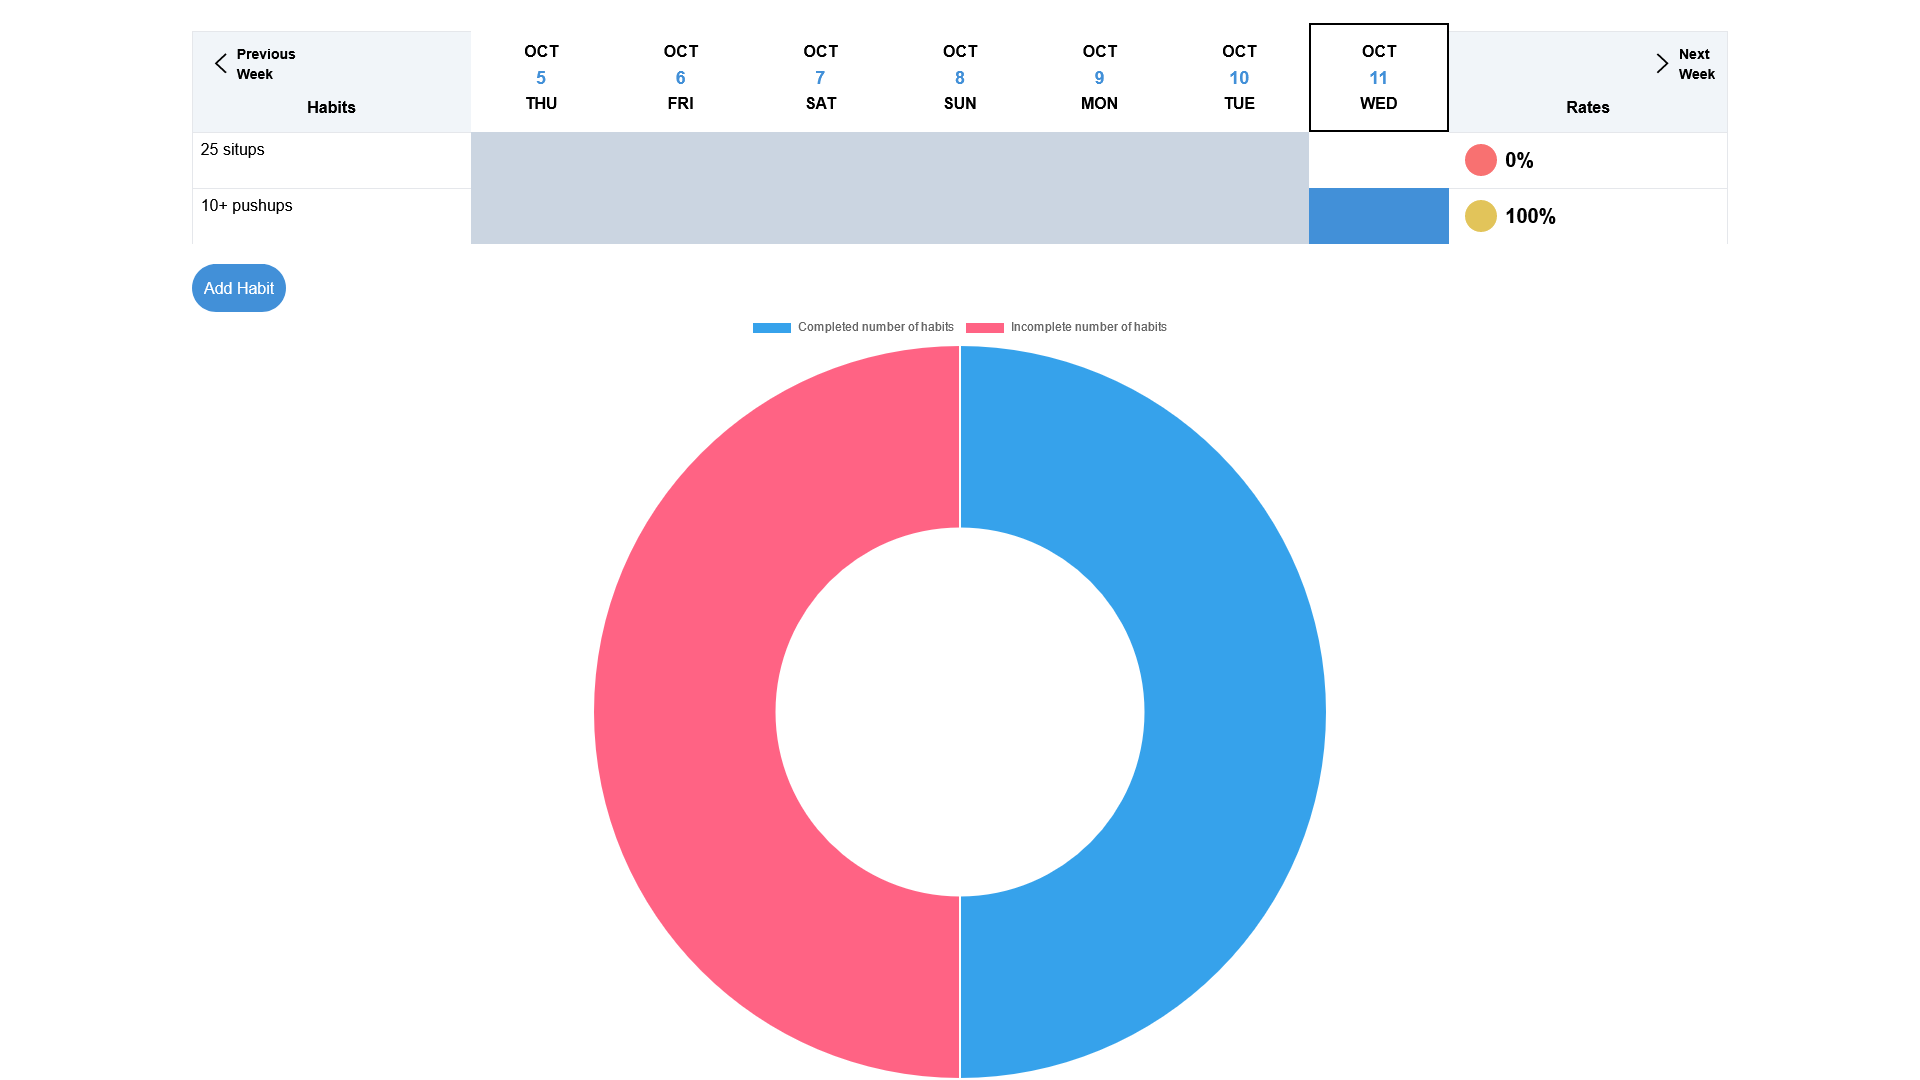 Previous
Week
Habits
OCT
5
THU
OCT
6
FRI
OCT
7
SAT
OCT
8
SUN
OCT
9
MON
OCT
10
TUE
OCT
11
WED
Next
Week
Rates
25 situps
0%
10+ pushups
100%
Add Habit
Completed number of habits
Incomplete number of habits